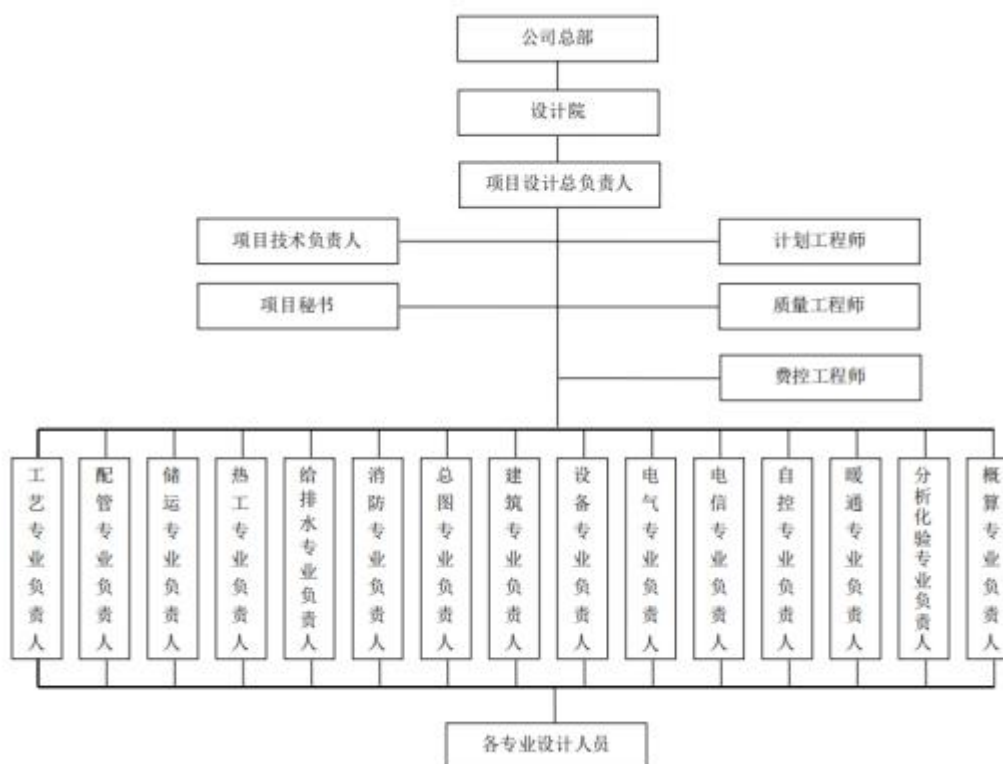 公司总部
设计院
项目设计总负责人
项目技术负责人
计划工程师
项目秘书
质量工程师
费控工程师
工艺专业负责人
配管专业负责人
储运专业负责人
热工专业负责人
给排水专业负责人
消防专业负责人
总图专业负责人
建筑专业负责人
设备专业负责人
电气专业负责人
电信专业负责人
自控专业负责人
暖通专业负责人
分析化验专业负责人
概算专业负责人
各专业设计人员